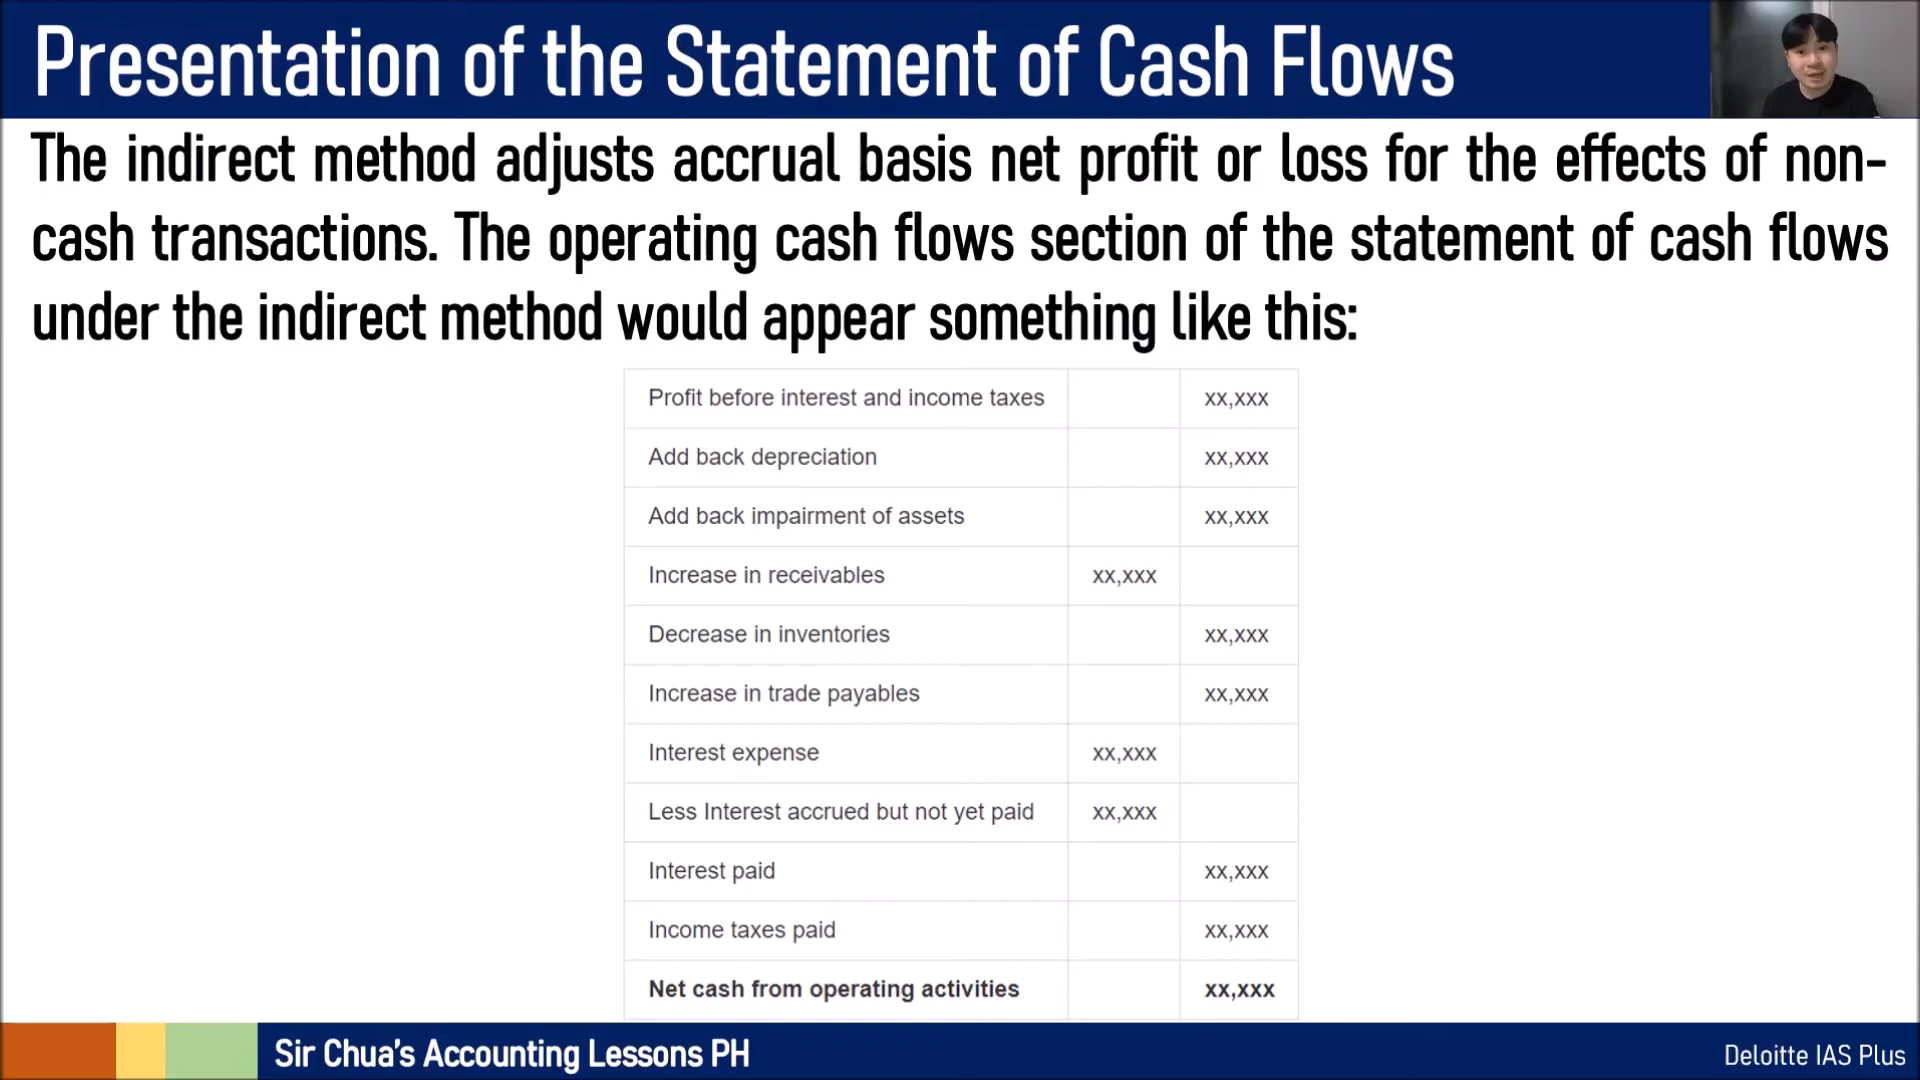 Presentation of the Statement of Cash Flows
The indirect method adjusts accrual basis net profit or loss for the effects of non-
cash transactions. The operating cash flows section of the statement of cash flows
under the indirect method would appear something like this:
Profit before interest and income taxes xx,xxx
Add back depreciation xx,xxx
Add back impairment of assets xx,xxx
Increase in receivables xx,xxx
Decrease in inventories xx,xxx
Increase in trade payables xx,xxx
Interest expense xx,xxx
Less Interest accrued but not yet paid xx,xxx
Interest paid xx,xxx
Income taxes paid xx,xxx
Net cash from operating activities xx,xxx
Sir Chua's Accounting Lessons PH
Deloitte IAS Plus